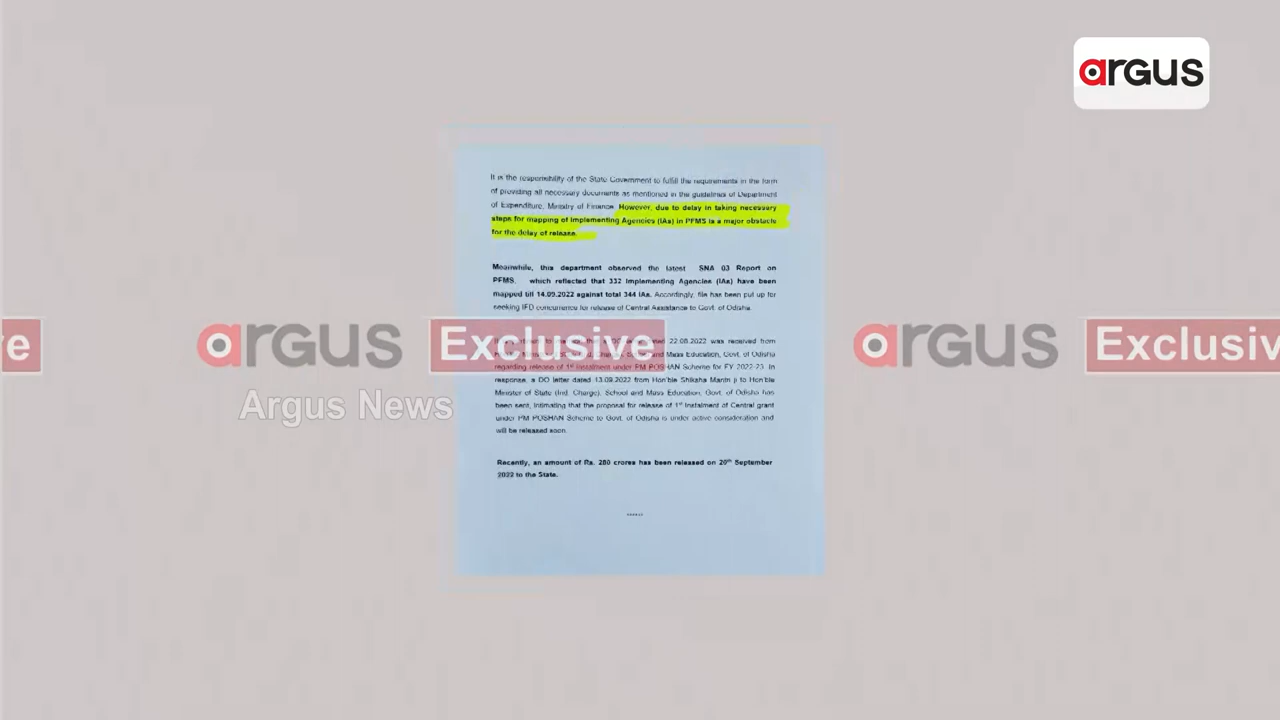 argus
It is the responsibility of the State Government to fulfill the requirements in the form
of providing all necessary documents as mentioned in the guidelines of Department
of Expenditure, Ministry of Finance. However, due to delay in taking necessary
steps for mapping of Implementing Agencies (IAs) in PFMS is a major obstacle
for the delay of release.
Meanwhile, this department observed the latest SNA 03 Report on
PFMS, which reflected that 332 Implementing Agencies (IAs) have been
mapped till 14.09.2022 against total 344 IAs. Accordingly, file has been put up for
seeking IFD concurrence for release of Central Assistance to Govt. of Odisha.
22.08.2022 was received from
and Mass Education, Govt. of Odisha
regarding release of 1st instalment under PM POSHAN Scheme for FY 2022-23. In
response, a DO letter dated 13.09.2022 from Hon'ble Shiksha Mantri ji to Hon'ble
Minister of State (Ind. Charge), School and Mass Education, Govt. of Odisha has
been sent, intimating that the proposal for release of 1st Instalment of Central grant
under PM POSHAN Scheme to Govt. of Odisha is under active consideration and
will be released soon.
Recently, an amount of Rs. 280 crores has been released on 20th September
2022 to the State.
*****
e argus Exclusive argus Exclusiv
Argus News